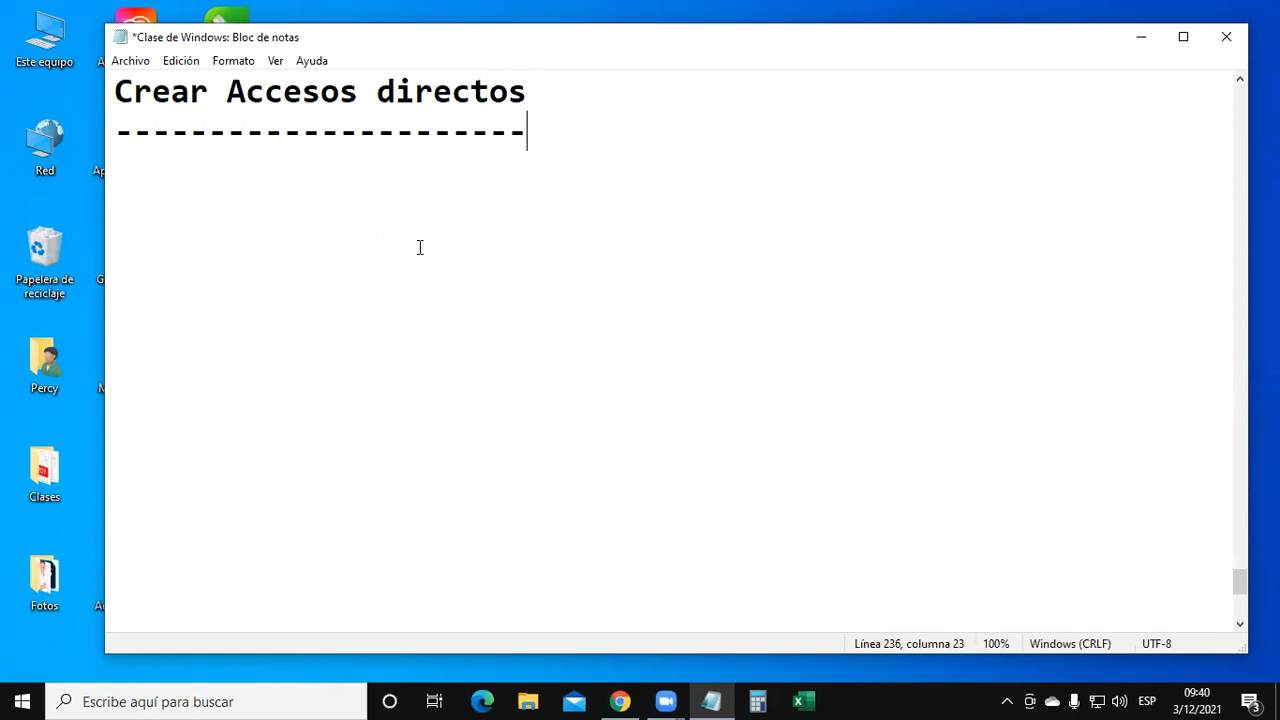 *Clase de Windows: Bloc de notas
Archivo Edición Formato Ver Ayuda
Crear Accesos directos
----------------------
Este equipo
Red
Papelera de
reciclaje
Percy
Clases
PDF
Fotos
Línea 236, columna 23 100% Windows (CRLF) UTF-8
Escribe aquí para buscar
ESP
09:40
3/12/2021
3